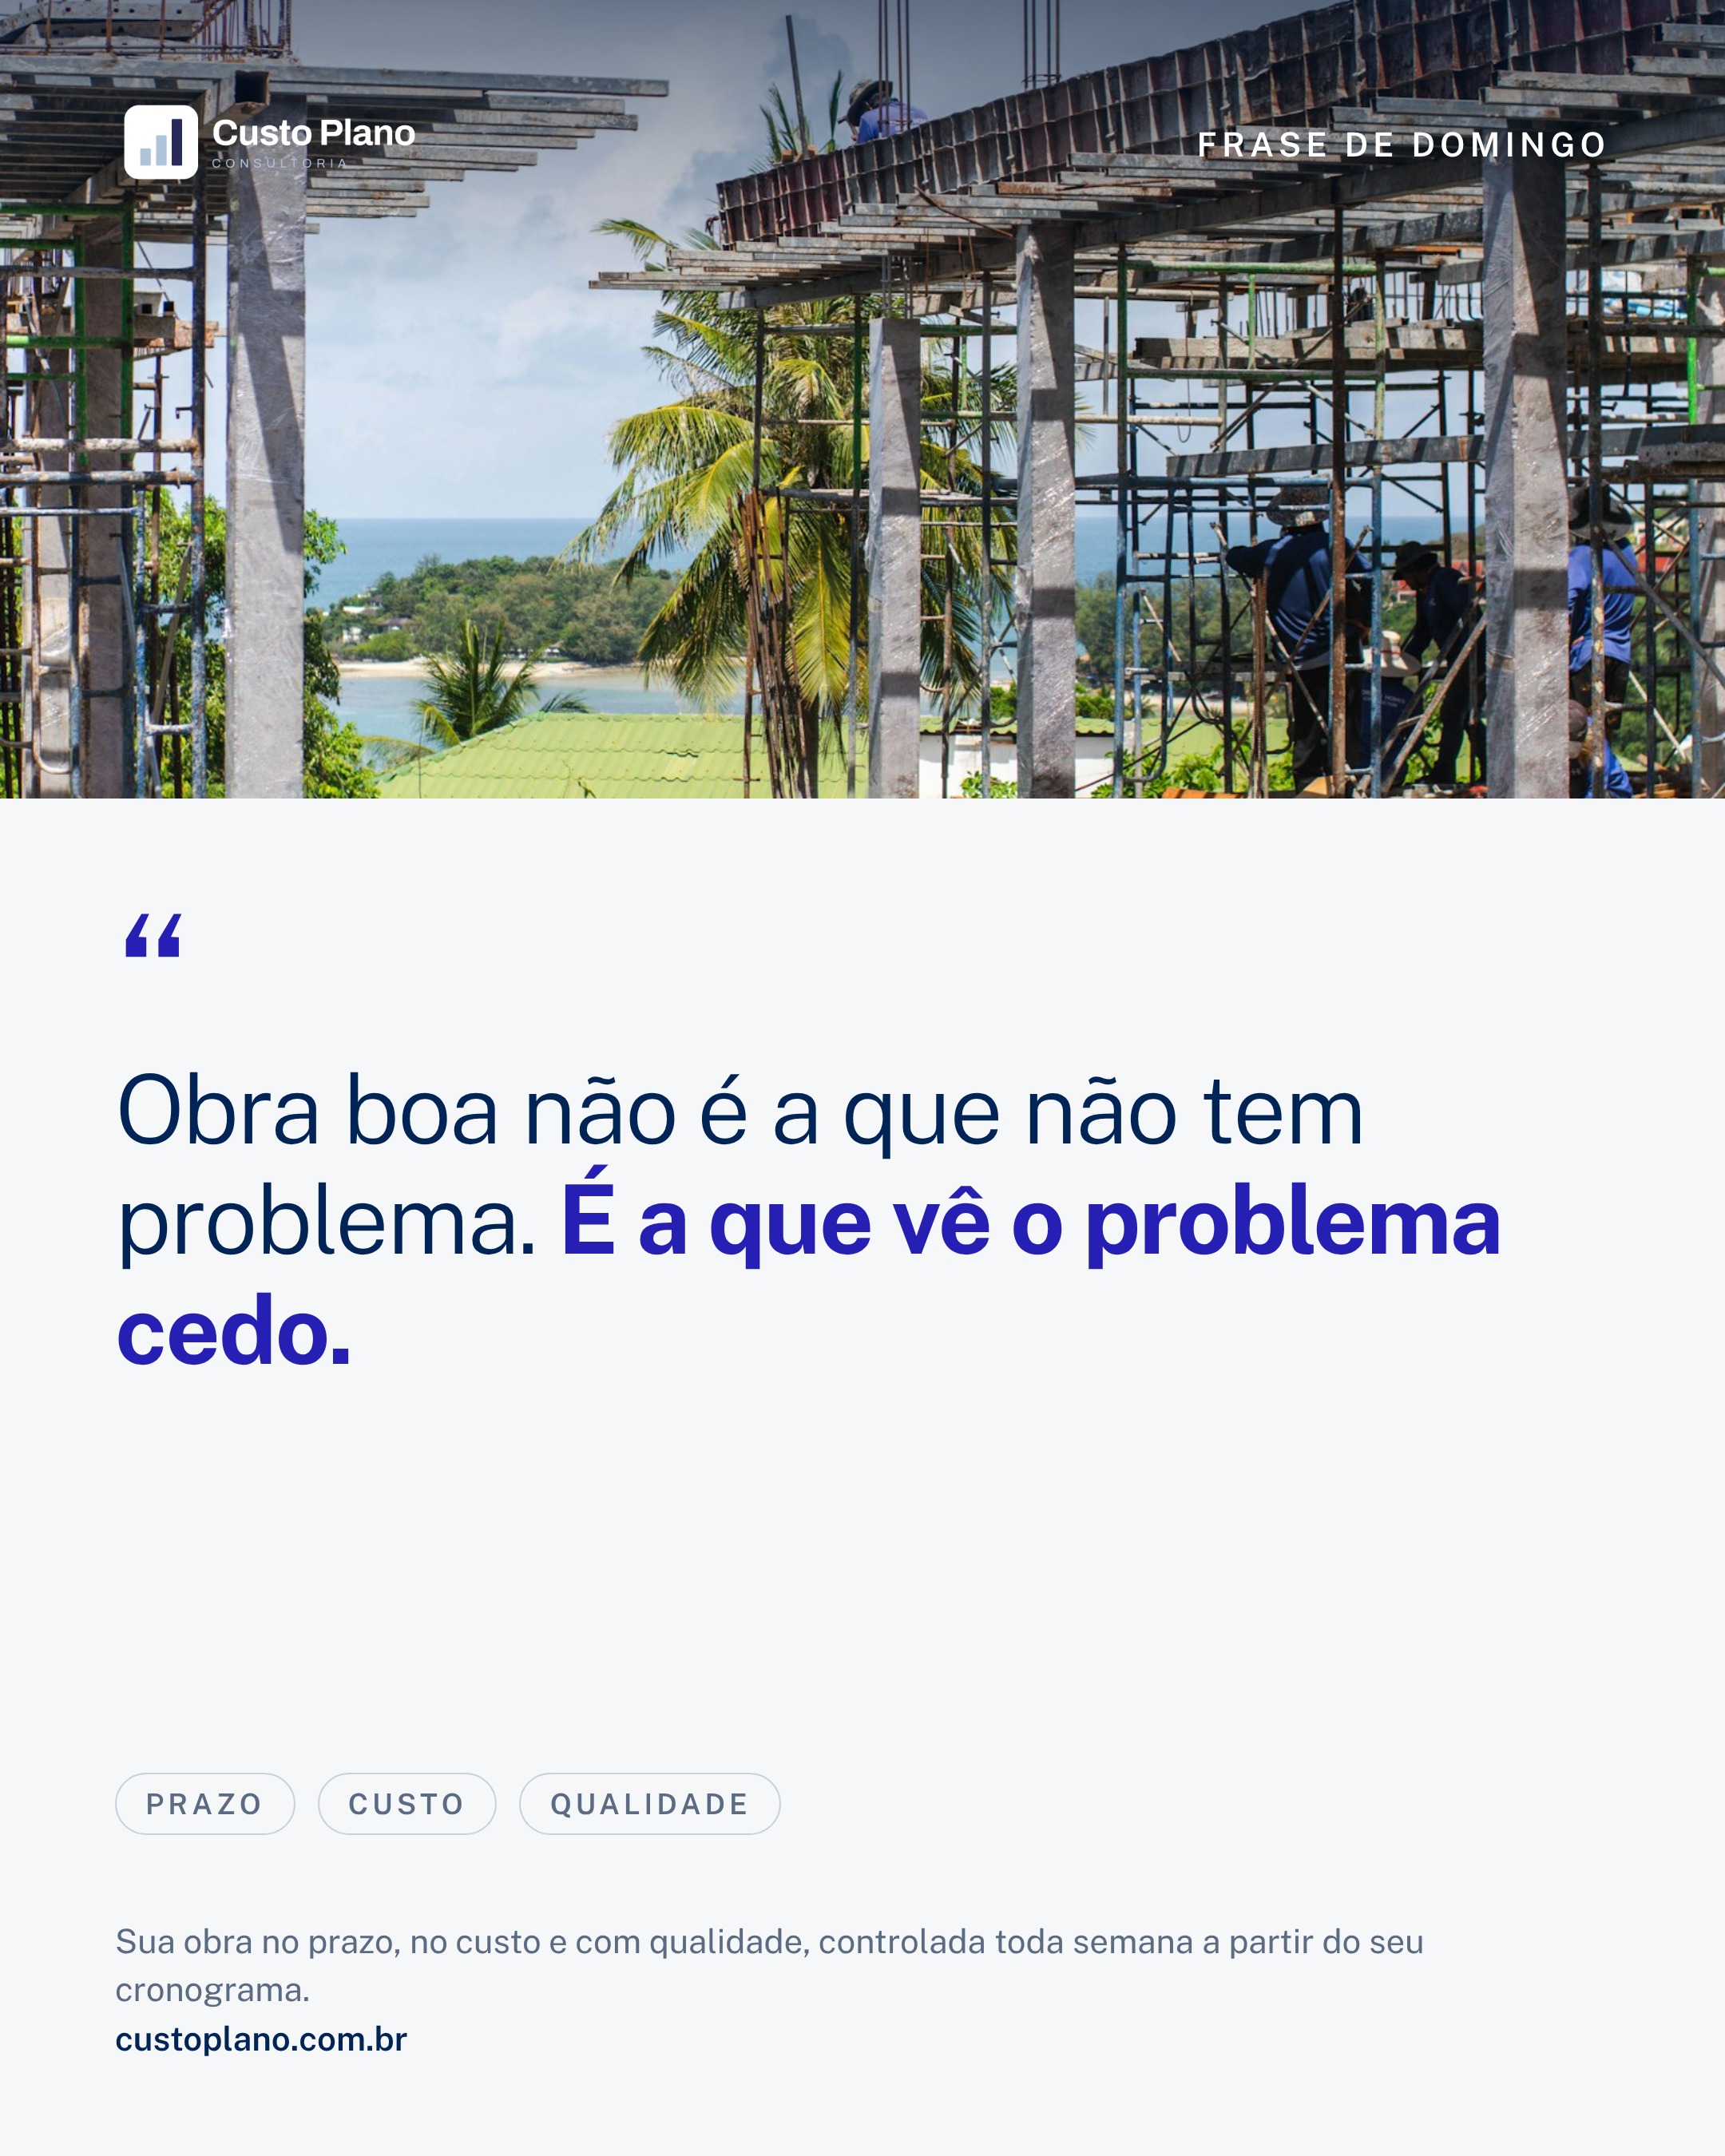 Custo Plano
CONSULTORIA
FRASE DE DOMINGO
“
Obra boa não é a que não tem
problema. É a que vê o problema
cedo.
PRAZO
CUSTO
QUALIDADE
Sua obra no prazo, no custo e com qualidade, controlada toda semana a partir do seu
cronograma.
custoplano.com.br